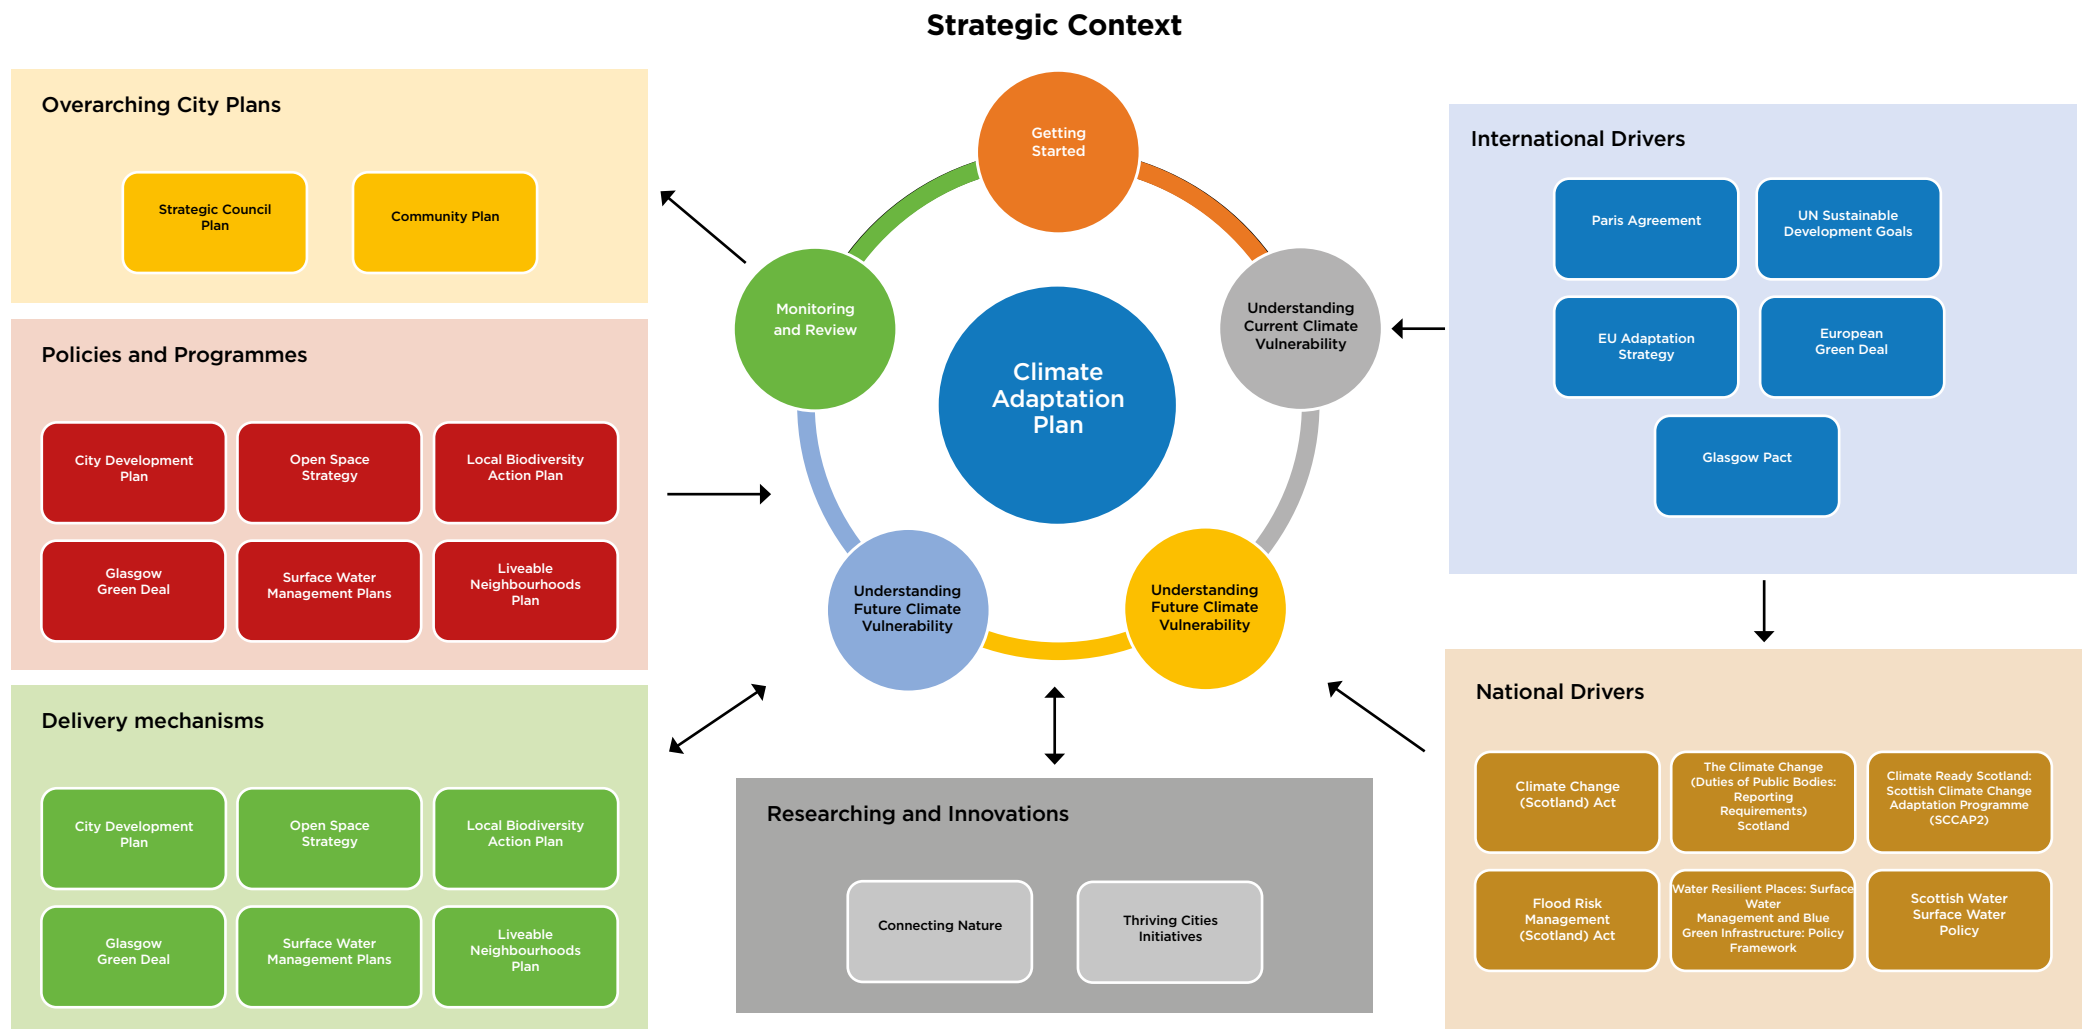 Strategic Context
Overarching City Plans
Strategic Council
Plan
Community Plan
Policies and Programmes
City Development
Plan
Open Space
Strategy
Local Biodiversity
Action Plan
Glasgow
Green Deal
Surface Water
Management Plans
Liveable
Neighbourhoods
Plan
Delivery mechanisms
City Development
Plan
Open Space
Strategy
Local Biodiversity
Action Plan
Glasgow
Green Deal
Surface Water
Management Plans
Liveable
Neighbourhoods
Plan
Getting
Started
Monitoring
and Review
Understanding
Current Climate
Vulnerability
Climate
Adaptation
Plan
Understanding
Future Climate
Vulnerability
Understanding
Future Climate
Vulnerability
Researching and Innovations
Connecting Nature
Thriving Cities
Initiatives
International Drivers
Paris Agreement
UN Sustainable
Development Goals
EU Adaptation
Strategy
European
Green Deal
Glasgow Pact
National Drivers
Climate Change
(Scotland) Act
The Climate Change
(Duties of Public Bodies:
Reporting
Requirements)
Scotland
Climate Ready Scotland:
Scottish Climate Change
Adaptation Programme
(SCCAP2)
Flood Risk
Management
(Scotland) Act
Water Resilient Places: Surface
Water
Management and Blue
Green Infrastructure: Policy
Framework
Scottish Water
Surface Water
Policy